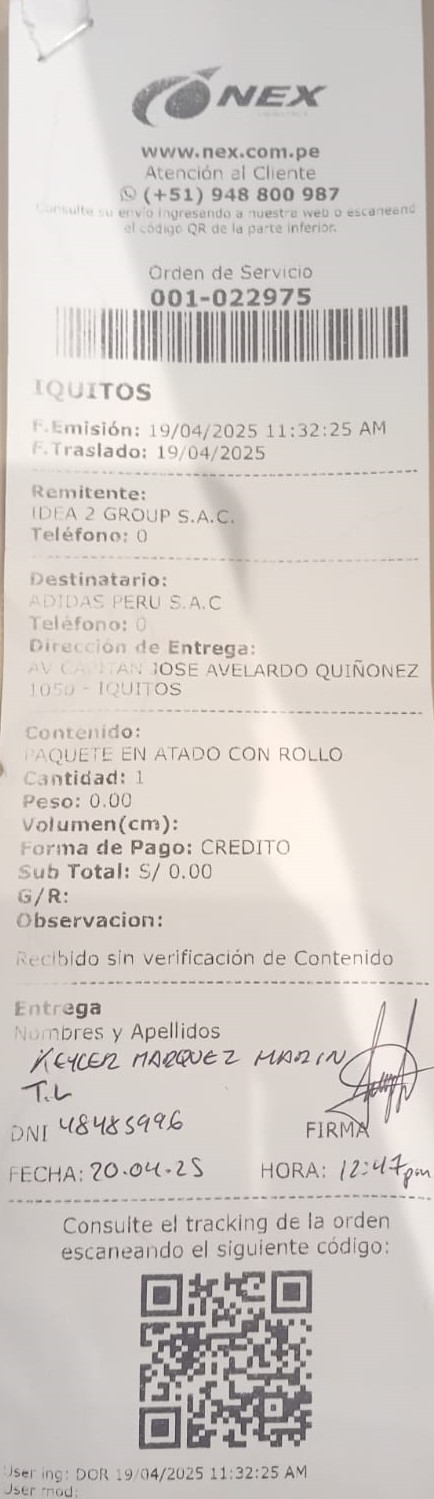 NEX
www.nex.com.pe
Atención al Cliente
(+51) 948 800 987
Consulte su envío ingresando a nuestra web o escaneand
el código QR de la parte inferior.
Orden de Servicio
001-022975
IQUITOS
F.Emisión: 19/04/2025 11:32:25 AM
F.Traslado: 19/04/2025
Remitente:
IDEA 2 GROUP S.A.C.
Teléfono: 0
Destinatario:
ADIDAS PERU S.A.C
Teléfono: 0
Dirección de Entrega:
AV CAPITAN JOSE AVELARDO QUIÑONEZ
1050 - IQUITOS
Contenido:
PAQUETE EN ATADO CON ROLLO
Cantidad: 1
Peso: 0.00
Volumen(cm):
Forma de Pago: CREDITO
Sub Total: S/ 0.00
G/R:
Observacion:
Recibido sin verificación de Contenido
Entrega
Nombres y Apellidos
KEYCER MARQUEZ MARIN
T.L
DNI 48485996
FIRMA
FECHA: 20-04-25 HORA: 12:47pm
Consulte el tracking de la orden
escaneando el siguiente código:
User ing: DOR 19/04/2025 11:32:25 AM
User mod: